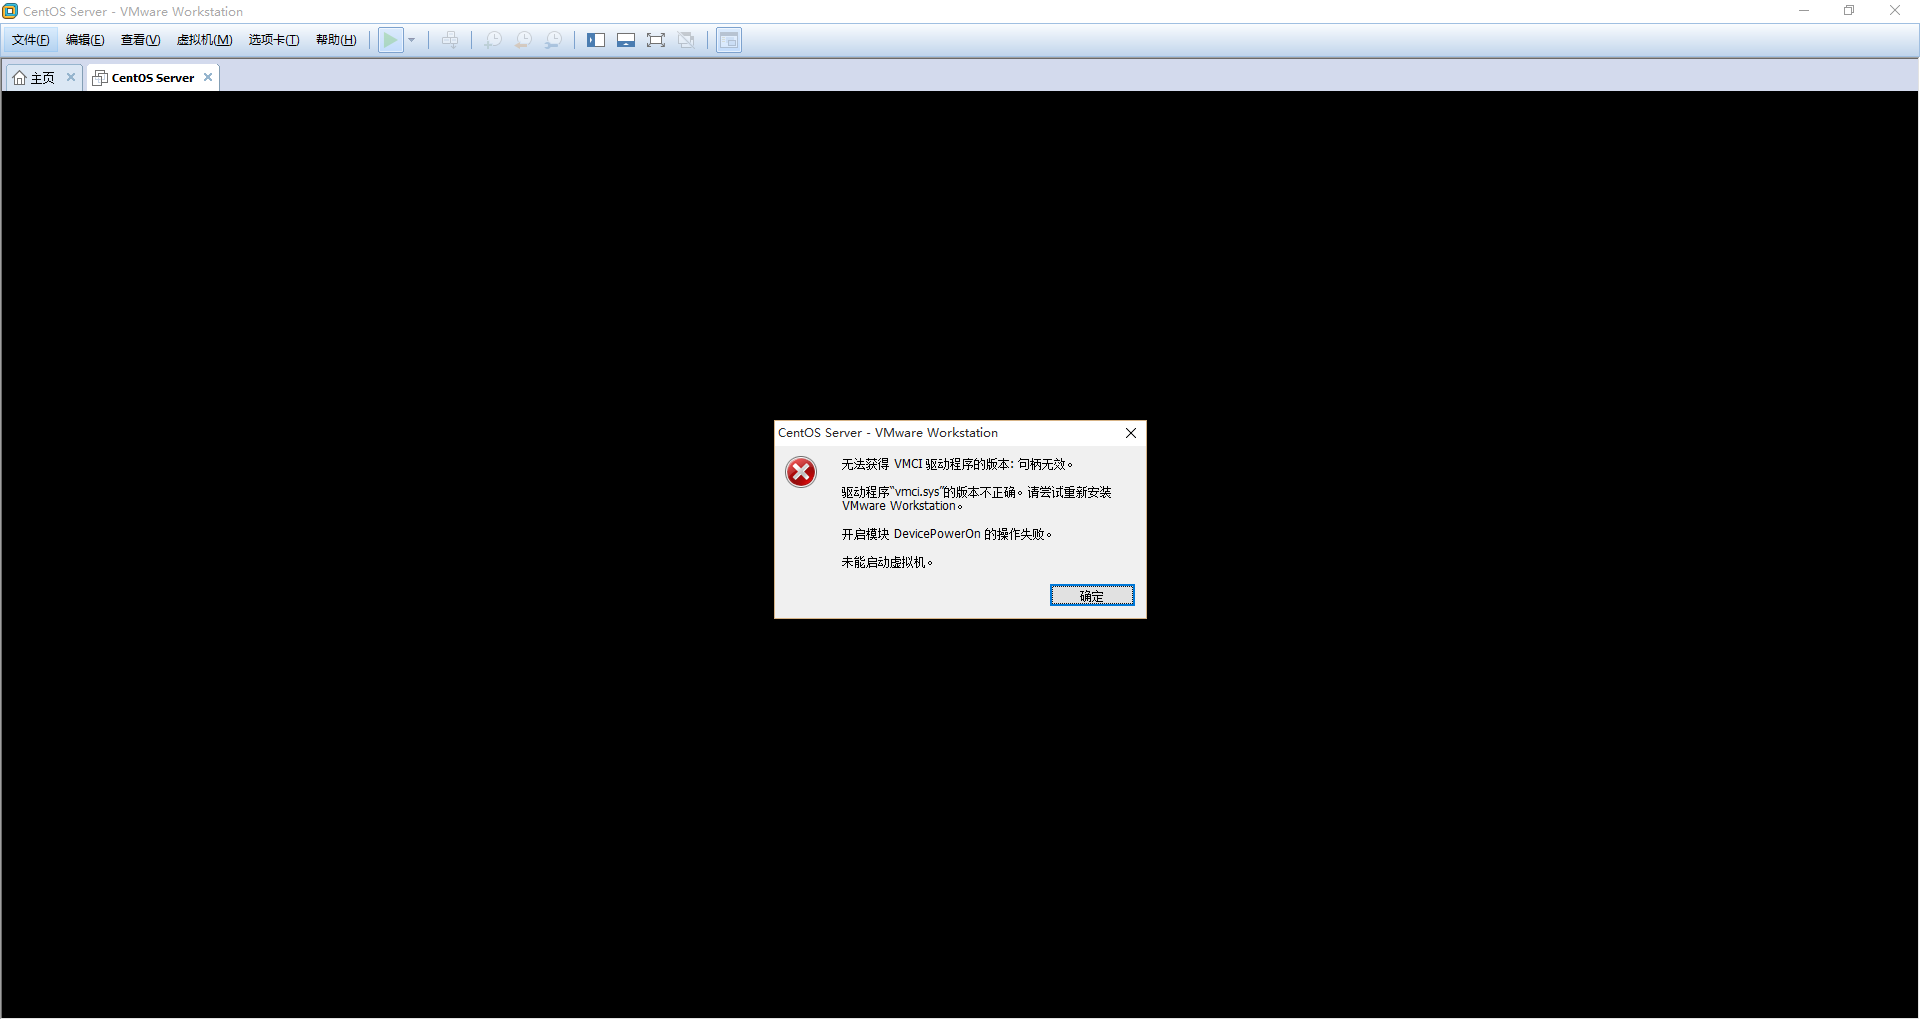 CentOS Server - VMware Workstation
文件(F) 编辑(E) 查看(V) 虚拟机(M) 选项卡(T) 帮助(H)
主页 CentOS Server
CentOS Server - VMware Workstation
无法获得 VMCI 驱动程序的版本: 句柄无效。
驱动程序“vmci.sys”的版本不正确。请尝试重新安装
VMware Workstation。
开启模块 DevicePowerOn 的操作失败。
未能启动虚拟机。
确定